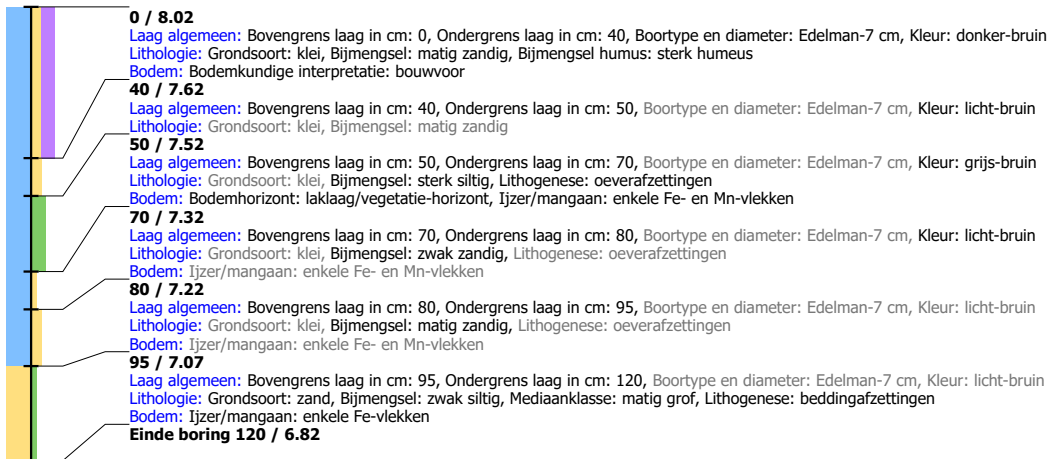 0 / 8.02
Laag algemeen: Bovengrens laag in cm: 0, Ondergrens laag in cm: 40, Boortype en diameter: Edelman-7 cm, Kleur: donker-bruin
Lithologie: Grondsoort: klei, Bijmengsel: matig zandig, Bijmengsel humus: sterk humeus
Bodem: Bodemkundige interpretatie: bouwvoor
40 / 7.62
Laag algemeen: Bovengrens laag in cm: 40, Ondergrens laag in cm: 50, Boortype en diameter: Edelman-7 cm, Kleur: licht-bruin
Lithologie: Grondsoort: klei, Bijmengsel: matig zandig
50 / 7.52
Laag algemeen: Bovengrens laag in cm: 50, Ondergrens laag in cm: 70, Boortype en diameter: Edelman-7 cm, Kleur: grijs-bruin
Lithologie: Grondsoort: klei, Bijmengsel: sterk siltig, Lithogenese: oeverafzettingen
Bodem: Bodemhorizont: laklaag/vegetatie-horizont, Ijzer/mangaan: enkele Fe- en Mn-vlekken
70 / 7.32
Laag algemeen: Bovengrens laag in cm: 70, Ondergrens laag in cm: 80, Boortype en diameter: Edelman-7 cm, Kleur: licht-bruin
Lithologie: Grondsoort: klei, Bijmengsel: zwak zandig, Lithogenese: oeverafzettingen
Bodem: Ijzer/mangaan: enkele Fe- en Mn-vlekken
80 / 7.22
Laag algemeen: Bovengrens laag in cm: 80, Ondergrens laag in cm: 95, Boortype en diameter: Edelman-7 cm, Kleur: licht-bruin
Lithologie: Grondsoort: klei, Bijmengsel: matig zandig, Lithogenese: oeverafzettingen
Bodem: Ijzer/mangaan: enkele Fe- en Mn-vlekken
95 / 7.07
Laag algemeen: Bovengrens laag in cm: 95, Ondergrens laag in cm: 120, Boortype en diameter: Edelman-7 cm, Kleur: licht-bruin
Lithologie: Grondsoort: zand, Bijmengsel: zwak siltig, Mediaanklasse: matig grof, Lithogenese: beddingafzettingen
Bodem: Ijzer/mangaan: enkele Fe-vlekken
Einde boring 120 / 6.82